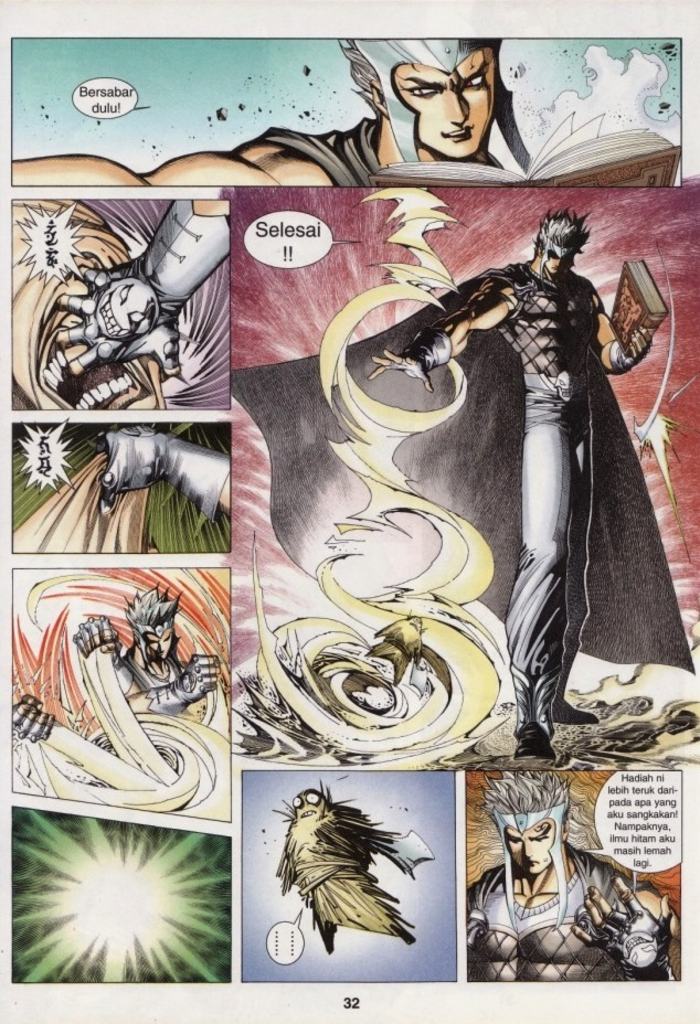 Bersabar
dulu!
Selesai
!!
Hadiah ni
lebih teruk dari-
pada apa yang
aku sangkakan!
Nampaknya,
ilmu hitam aku
masih lemah
lagi.
32